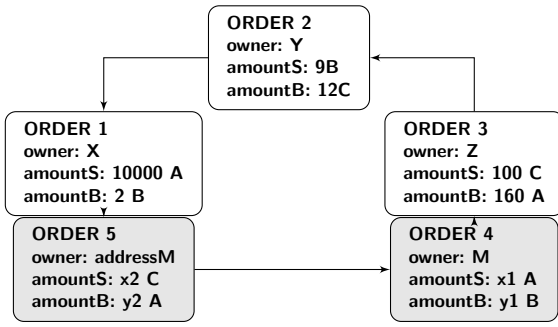 ORDER 2
owner: Y
amountS: 9B
amountB: 12C
ORDER 1
owner: X
amountS: 10000 A
amountB: 2 B
ORDER 3
owner: Z
amountS: 100 C
amountB: 160 A
ORDER 5
owner: addressM
amountS: x2 C
amountB: y2 A
ORDER 4
owner: M
amountS: x1 A
amountB: y1 B